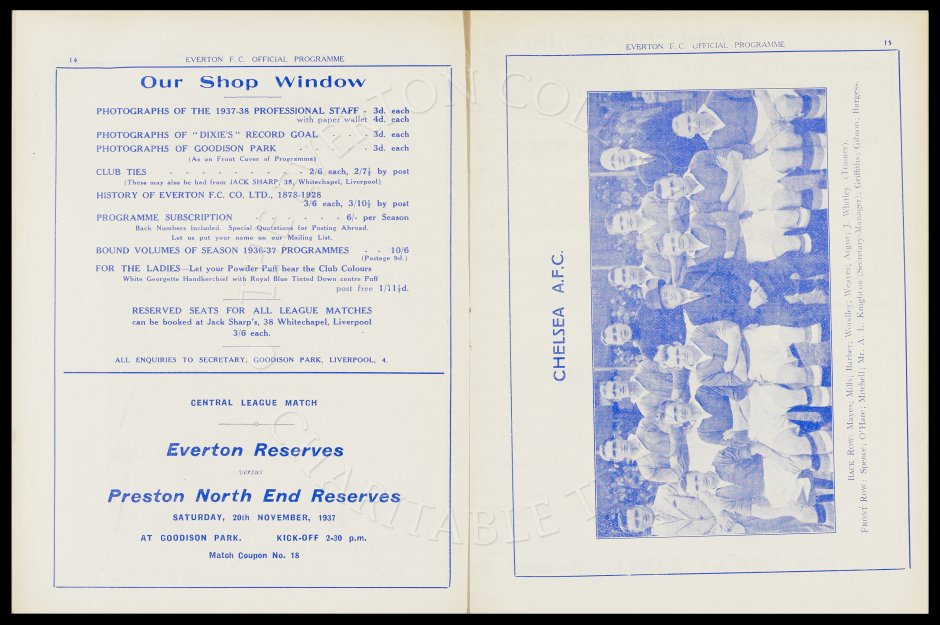 14
EVERTON F.C. OFFICIAL PROGRAMME
Our Shop Window
PHOTOGRAPHS OF THE 1937-38 PROFESSIONAL STAFF - 3d. each
with paper wallet 4d. each
PHOTOGRAPHS OF "DIXIE'S" RECORD GOAL - - - 3d. each
PHOTOGRAPHS OF GOODISON PARK - - - - 3d. each
(As on Front Cover of Programme)
CLUB TIES - - - - - - - - 2/6 each, 2/7½ by post
(These may also be had from JACK SHARP, 38, Whitechapel, Liverpool)
HISTORY OF EVERTON F.C. CO. LTD., 1878-1928
3/6 each, 3/10½ by post
PROGRAMME SUBSCRIPTION - - - - - 6/- per Season
Back Numbers Included. Special Quotations for Posting Abroad.
Let us put your name on our Mailing List.
BOUND VOLUMES OF SEASON 1936-37 PROGRAMMES - - 10/6
(Postage 9d.)
FOR THE LADIES—Let your Powder Puff bear the Club Colours
White Georgette Handkerchief with Royal Blue Tinted Down centre Puff
post free 1/11½d.
RESERVED SEATS FOR ALL LEAGUE MATCHES
can be booked at Jack Sharp's, 38 Whitechapel, Liverpool
3/6 each.
ALL ENQUIRIES TO SECRETARY, GOODISON PARK, LIVERPOOL, 4.
CENTRAL LEAGUE MATCH
Everton Reserves
versus
Preston North End Reserves
SATURDAY, 20th NOVEMBER, 1937
AT GOODISON PARK. KICK-OFF 2-30 p.m.
Match Coupon No. 18
EVERTON F.C. OFFICIAL PROGRAMME
15
CHELSEA A.F.C.
BACK ROW: Mayes; Mills; Barber; Woodley; Weaver; Argue; J. Whitley (Trainer).
FRONT ROW: Spence; O'Hare; Mitchell; Mr. A. L. Knighton (Secretary-Manager); Griffiths; Gibson; Burgess.
CHARITABLE